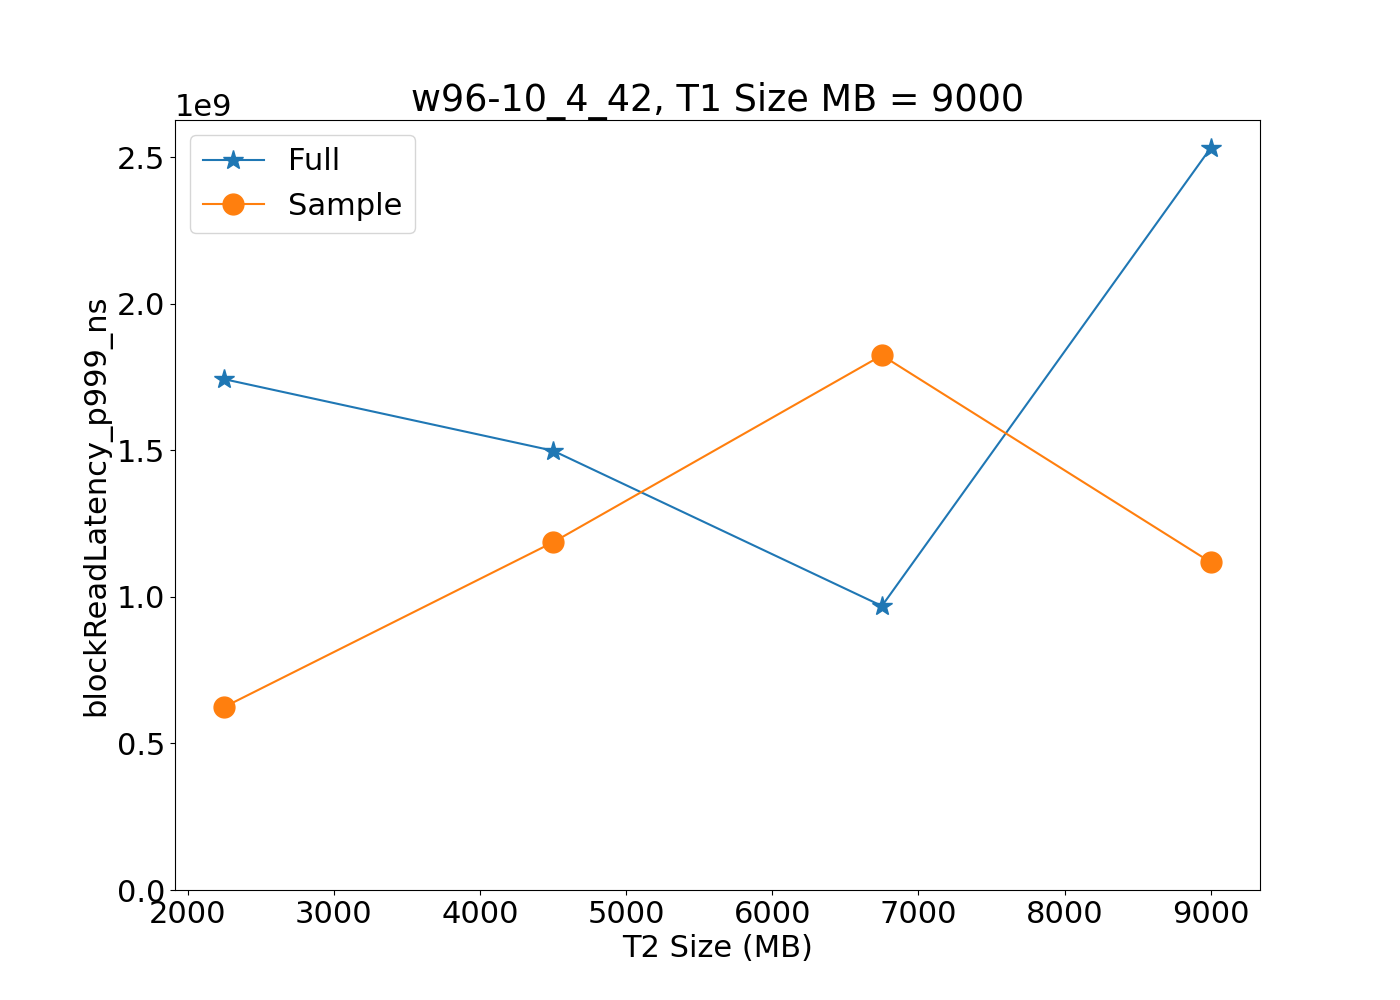 w96-10_4_42, T1 Size MB = 9000
1e9
Full
Sample
2.5
2.0
1.5
1.0
0.5
0.0
blockReadLatency_p999_ns
2000 3000 4000 5000 6000 7000 8000 9000
T2 Size (MB)